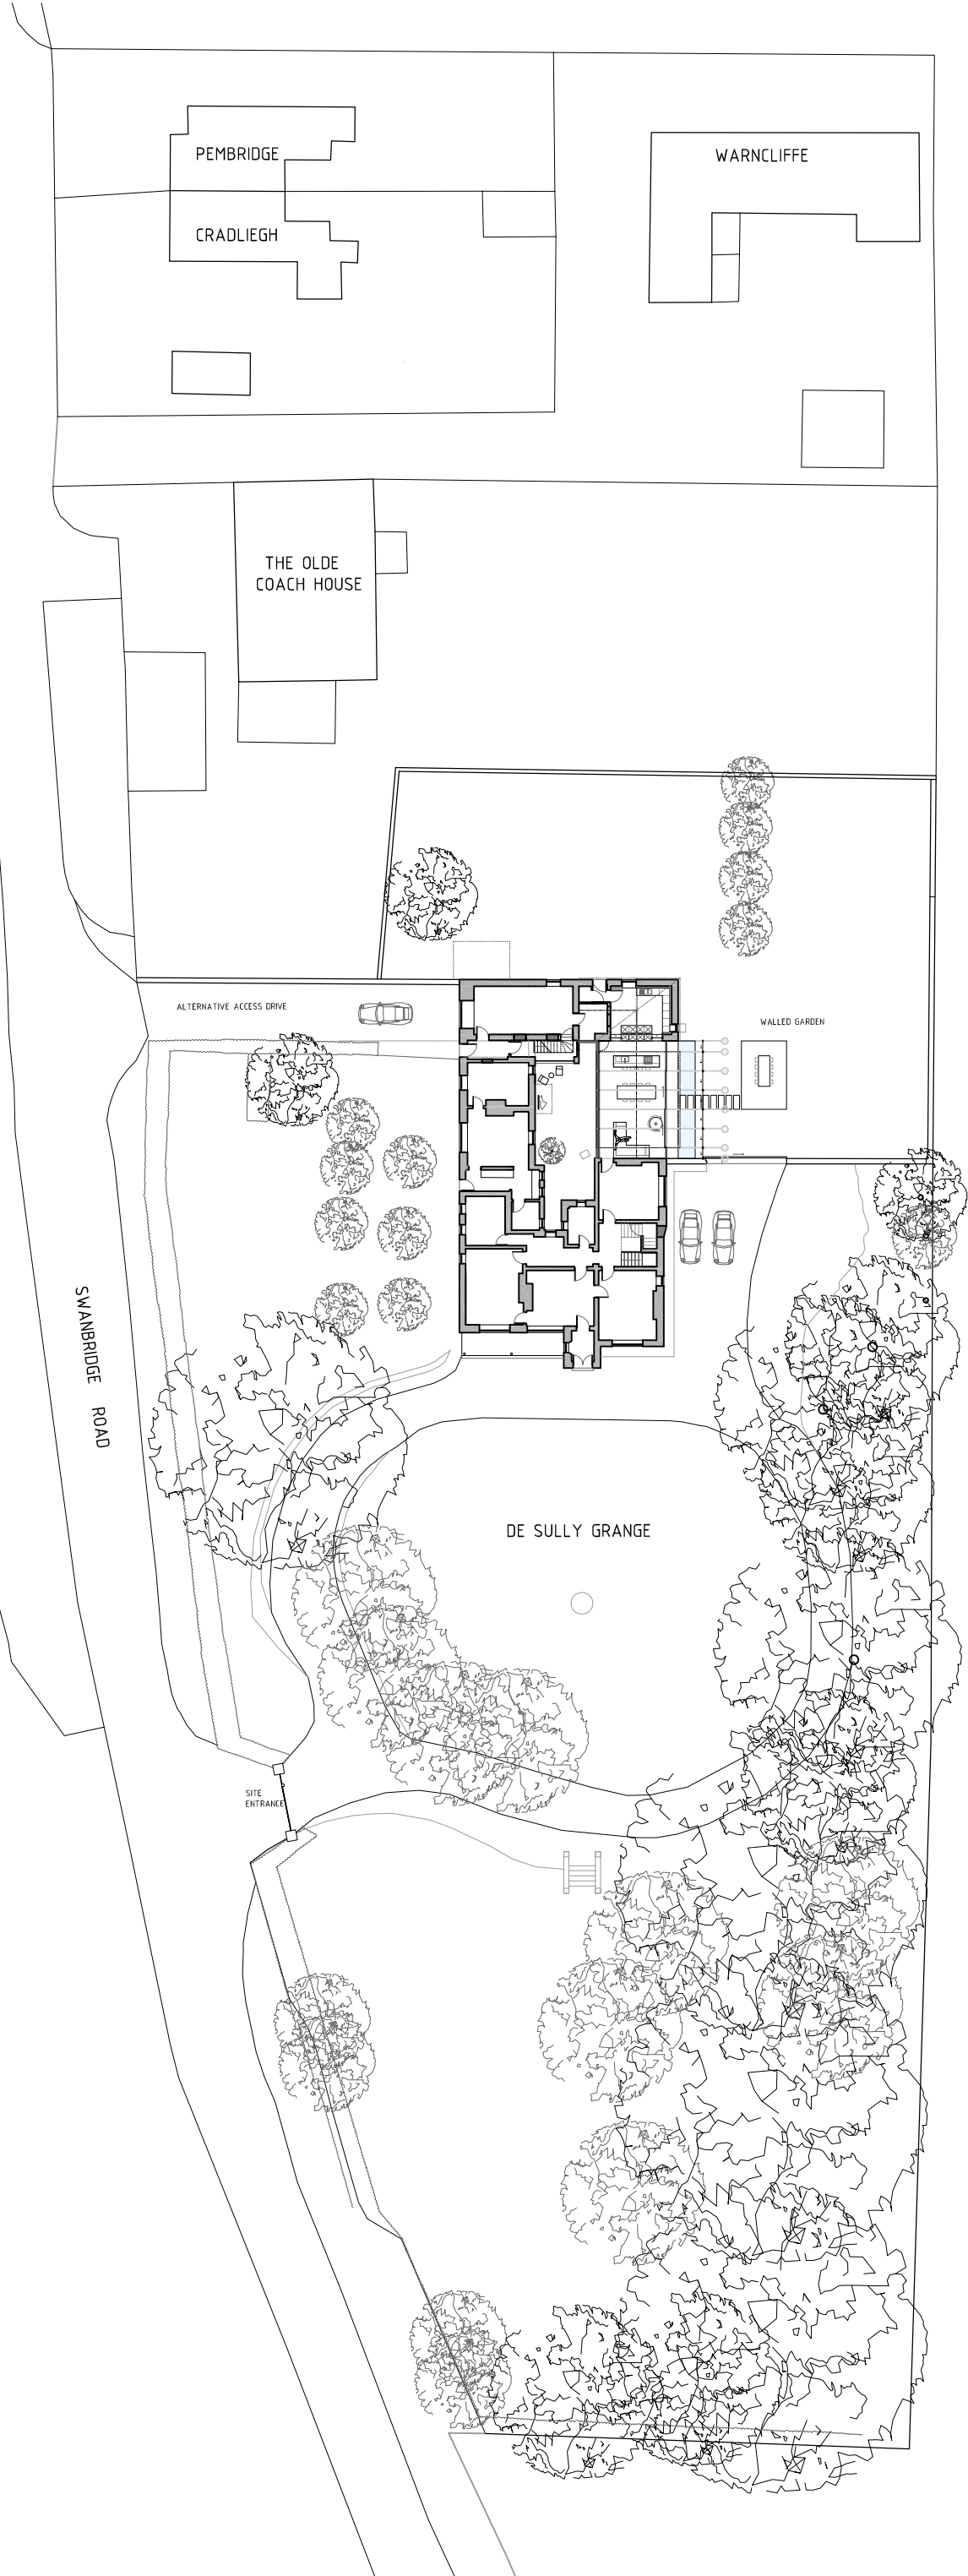 PEMBRIDGE
WARNCLIFFE
CRADLIEGH
THE OLDE
COACH HOUSE
ALTERNATIVE ACCESS DRIVE
WALLED GARDEN
SWANBRIDGE ROAD
DE SULLY GRANGE
SITE
ENTRANCE